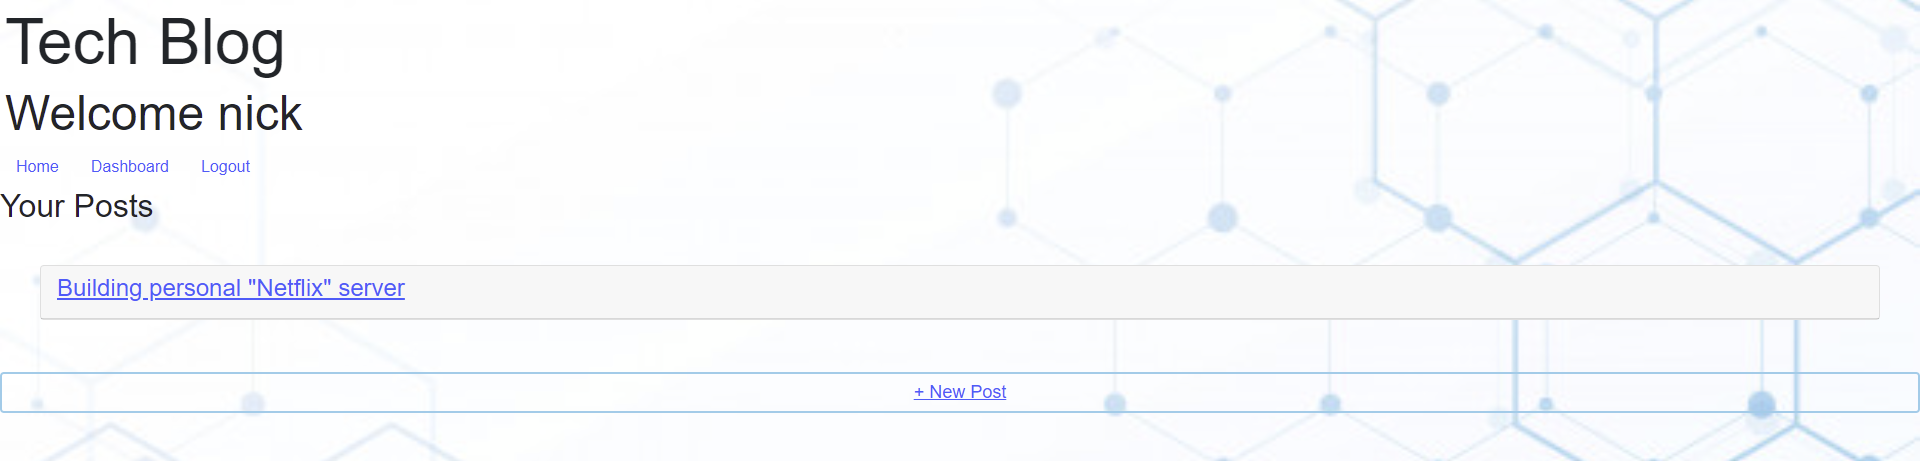 Tech Blog
Welcome nick
Home Dashboard Logout
Your Posts
Building personal "Netflix" server
+ New Post